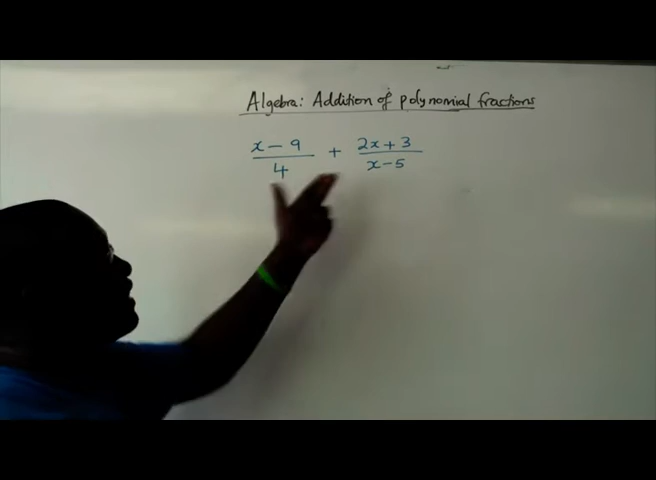 Algebra: Addition of polynomial fractions
x - 9 + 2x + 3
4 x - 5